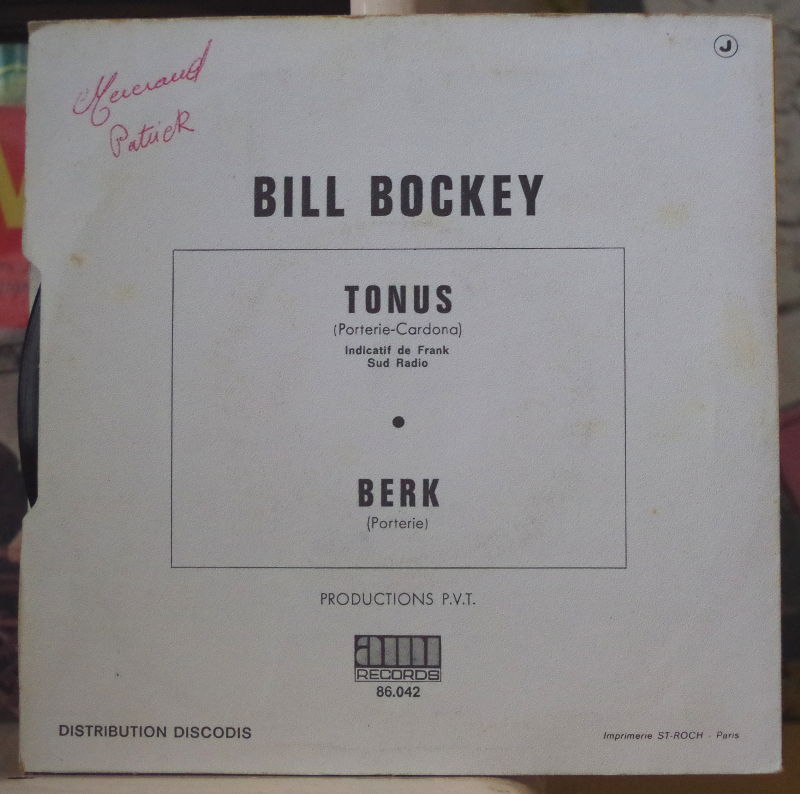 J
Patrick
BILL BOCKEY
TONUS
(Porterie-Cardona)
Indicatif de Frank
Sud Radio
BERK
(Porterie)
PRODUCTIONS P.V.T.
ami
RECORDS
86.042
DISTRIBUTION DISCODIS
Imprimerie ST-ROCH - Paris